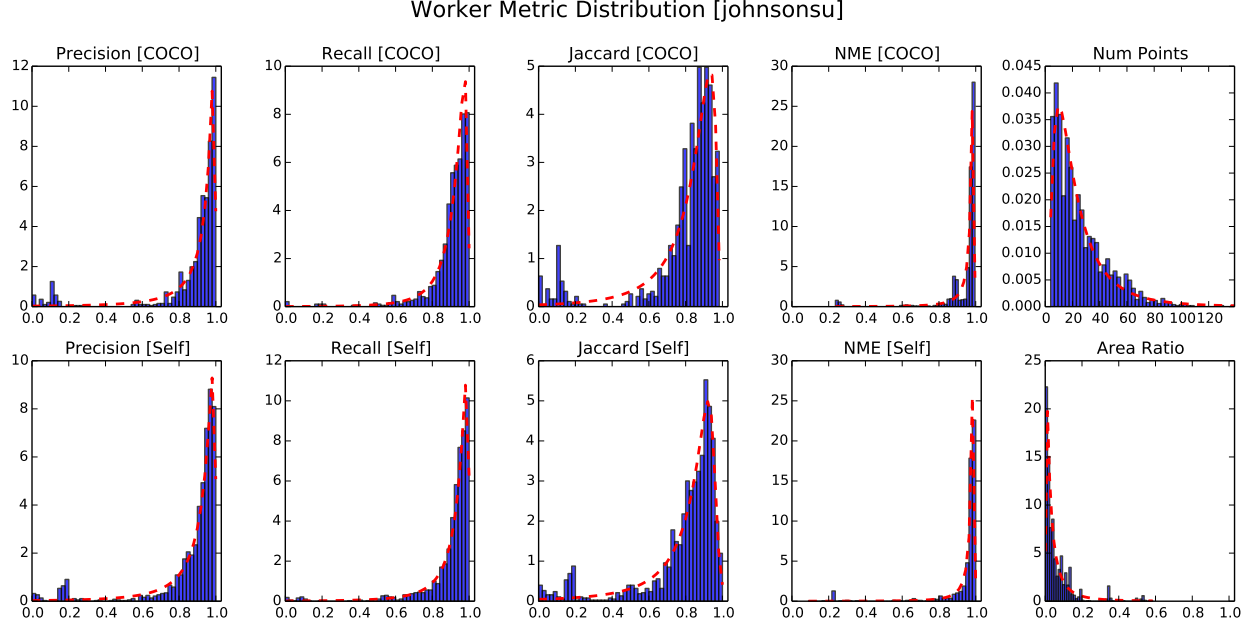 Worker Metric Distribution [johnsonsu]
Precision [COCO] Recall [COCO] Jaccard [COCO] NME [COCO] Num Points
12 10 5 30 0.045
0.040
10 8 4 25 0.035
8 20 0.030
6 3 0.025
6 15 0.020
4 2
4 10 0.015
0.010
2 2 1 5 0.005
0 0 0 0 0.000
0.0 0.2 0.4 0.6 0.8 1.0 0.0 0.2 0.4 0.6 0.8 1.0 0.0 0.2 0.4 0.6 0.8 1.0 0.0 0.2 0.4 0.6 0.8 1.0 0 20 40 60 80 100 120
Precision [Self] Recall [Self] Jaccard [Self] NME [Self] Area Ratio
10 12 6 30 25
10 5 25
8 20
8 4 20
6 15
6 3 15
4 10
4 2 10
2 2 1 5 5
0 0 0 0 0
0.0 0.2 0.4 0.6 0.8 1.0 0.0 0.2 0.4 0.6 0.8 1.0 0.0 0.2 0.4 0.6 0.8 1.0 0.0 0.2 0.4 0.6 0.8 1.0 0.0 0.2 0.4 0.6 0.8 1.0